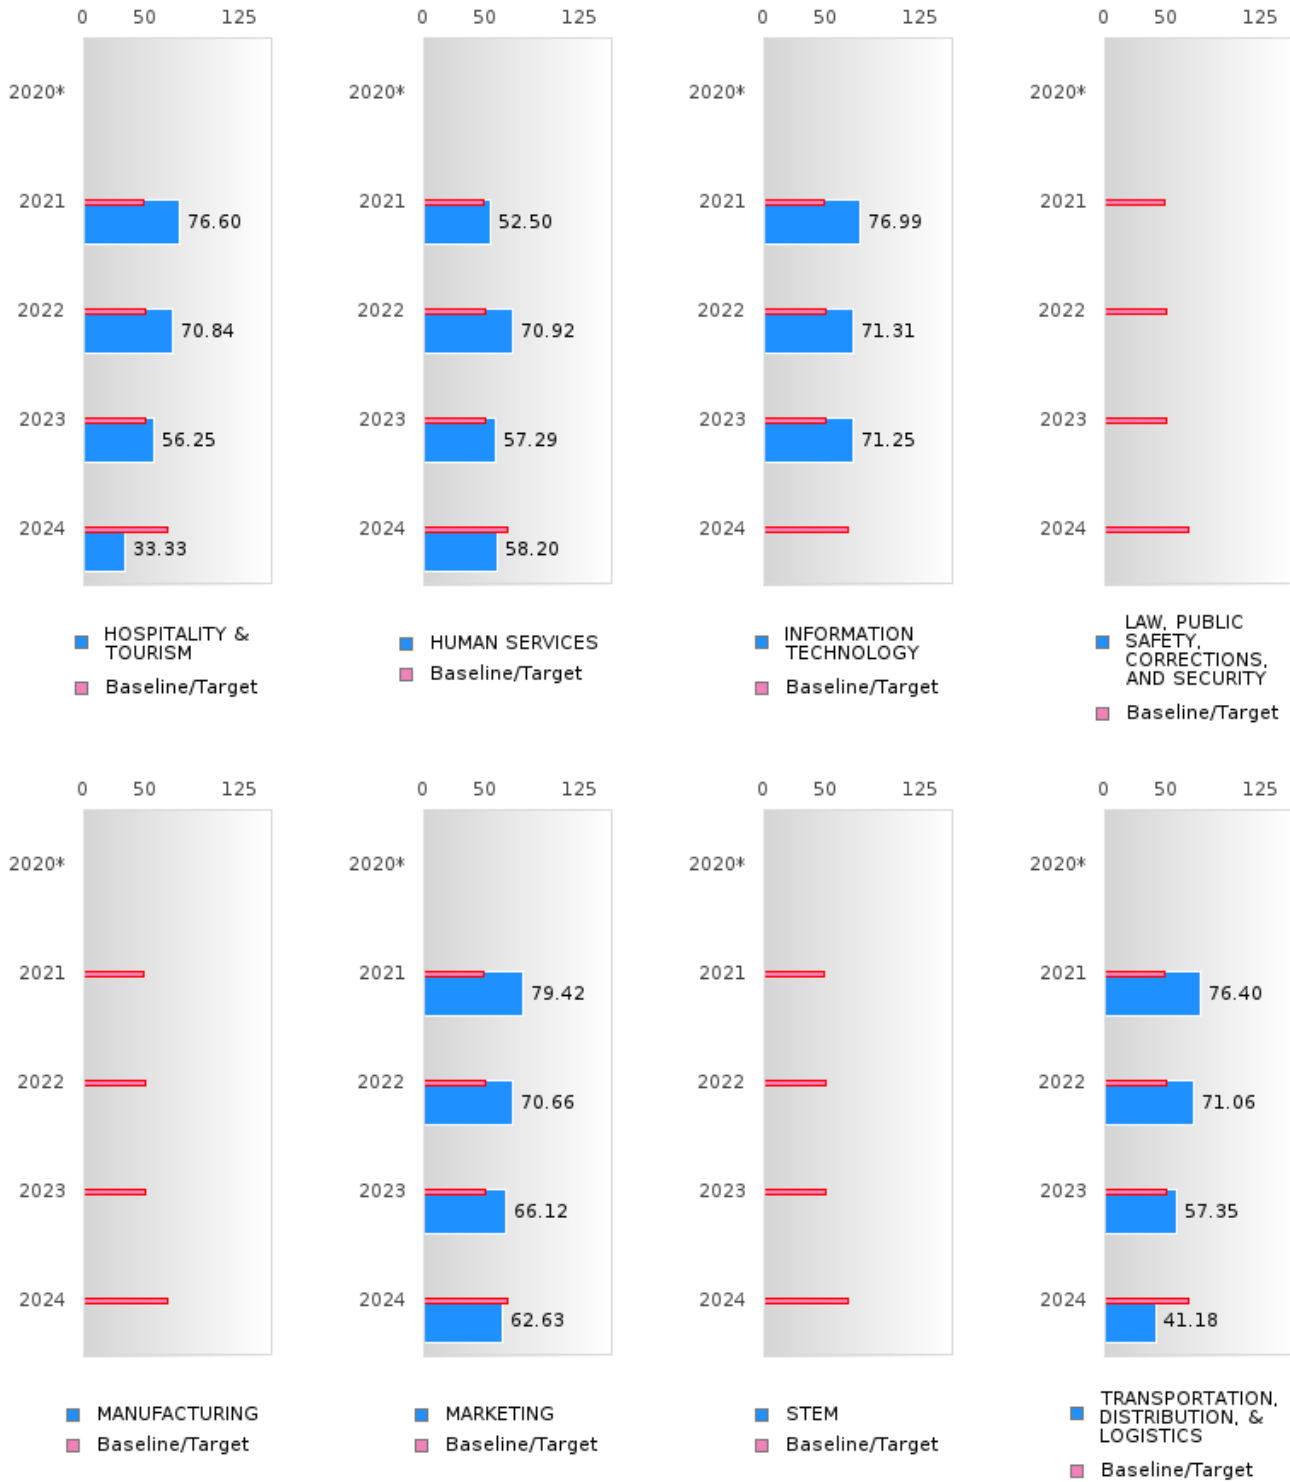 0 50 125 0 50 125 0 50 125 0 50 125
2020* 2020* 2020* 2020*
2021 76.60 2021 52.50 2021 76.99 2021
2022 70.84 2022 70.92 2022 71.31 2022
2023 56.25 2023 57.29 2023 71.25 2023
2024 33.33 2024 58.20 2024 2024
HOSPITALITY &
TOURISM
Baseline/Target
HUMAN SERVICES
Baseline/Target
INFORMATION
TECHNOLOGY
Baseline/Target
LAW, PUBLIC
SAFETY,
CORRECTIONS,
AND SECURITY
Baseline/Target
0 50 125 0 50 125 0 50 125 0 50 125
2020* 2020* 2020* 2020*
2021 2021 79.42 2021 2021 76.40
2022 2022 70.66 2022 2022 71.06
2023 2023 66.12 2023 2023 57.35
2024 2024 62.63 2024 2024 41.18
MANUFACTURING
Baseline/Target
MARKETING
Baseline/Target
STEM
Baseline/Target
TRANSPORTATION,
DISTRIBUTION, &
LOGISTICS
Baseline/Target